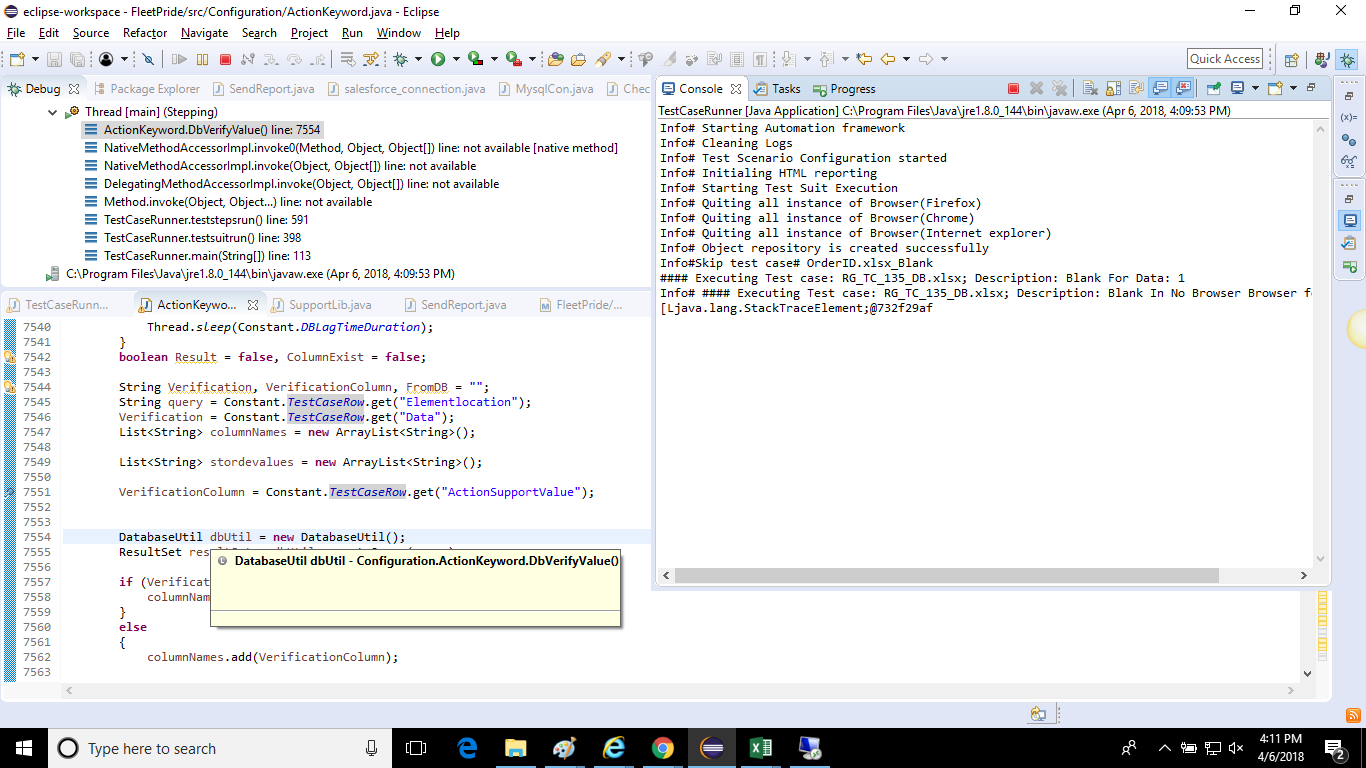 eclipse-workspace - FleetPride/src/Configuration/ActionKeyword.java - Eclipse
File Edit Source Refactor Navigate Search Project Run Window Help
Quick Access
Debug Package Explorer SendReport.java salesforce_connection.java MysqlCon.java Chec
Thread [main] (Stepping)
ActionKeyword.DbVerifyValue() line: 7554
NativeMethodAccessorImpl.invoke0(Method, Object, Object[]) line: not available [native method]
NativeMethodAccessorImpl.invoke(Object, Object[]) line: not available
DelegatingMethodAccessorImpl.invoke(Object, Object[]) line: not available
Method.invoke(Object, Object...) line: not available
TestCaseRunner.teststepsrun() line: 591
TestCaseRunner.testsuitrun() line: 398
TestCaseRunner.main(String[]) line: 113
C:\Program Files\Java\jre1.8.0_144\bin\javaw.exe (Apr 6, 2018, 4:09:53 PM)
Console Tasks Progress
TestCaseRunner [Java Application] C:\Program Files\Java\jre1.8.0_144\bin\javaw.exe (Apr 6, 2018, 4:09:53 PM)
Info# Starting Automation framework
Info# Cleaning Logs
Info# Test Scenario Configuration started
Info# Initialing HTML reporting
Info# Starting Test Suit Execution
Info# Quiting all instance of Browser(Firefox)
Info# Quiting all instance of Browser(Chrome)
Info# Quiting all instance of Browser(Internet explorer)
Info# Object repository is created successfully
Info#Skip test case# OrderID.xlsx_Blank
#### Executing Test case: RG_TC_135_DB.xlsx; Description: Blank For Data: 1
Info# #### Executing Test case: RG_TC_135_DB.xlsx; Description: Blank In No Browser Browser fo
[Ljava.lang.StackTraceElement;@732f29af
TestCaseRunn... ActionKeywo... SupportLib.java SendReport.java FleetPride/...
7540 Thread.sleep(Constant.DBLagTimeDuration);
7541 }
7542 boolean Result = false, ColumnExist = false;
7543
7544 String Verification, VerificationColumn, FromDB = "";
7545 String query = Constant.TestCaseRow.get("Elementlocation");
7546 Verification = Constant.TestCaseRow.get("Data");
7547 List<String> columnNames = new ArrayList<String>();
7548
7549 List<String> stordevalues = new ArrayList<String>();
7550
7551 VerificationColumn = Constant.TestCaseRow.get("ActionSupportValue");
7552
7553
7554 DatabaseUtil dbUtil = new DatabaseUtil();
7555 ResultSet res
DatabaseUtil dbUtil - Configuration.ActionKeyword.DbVerifyValue()
7556
7557 if (Verificat
7558 columnNam
7559 }
7560 else
7561 {
7562 columnNames.add(VerificationColumn);
7563
Type here to search
4:11 PM
4/6/2018
2